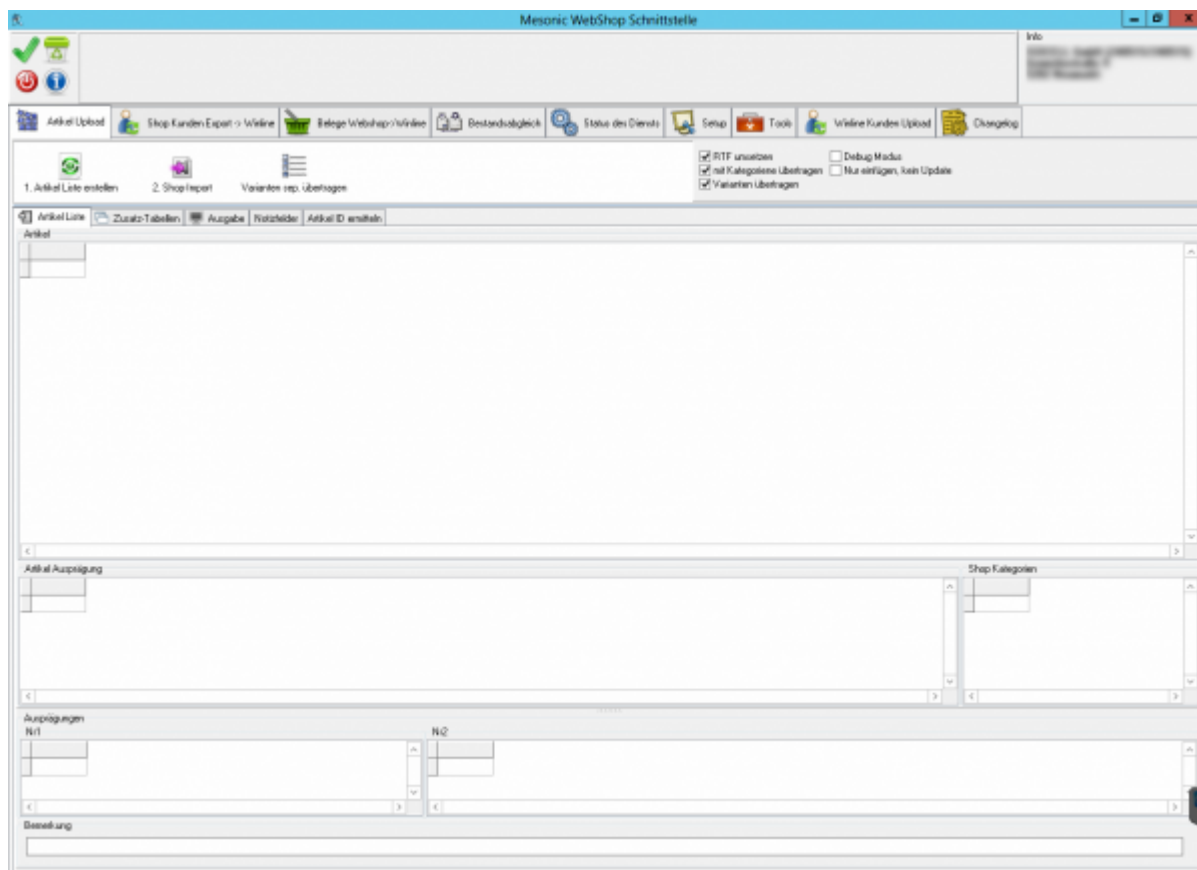 Mesonic WebShop Schnittstelle
Info
Artikel Upload Shop Kunden Export -> Winline Belege Webshop->Winline Bestandsabgleich Status des Diensts Setup Tools Winline Kunden Upload Changelog
RTF umsetzen Debug Modus
1. Artikel Liste erstellen 2. Shop Import Varianten sep. übertragen mit Kategoriene übertragen Nur einfügen, kein Update
Varianten übertragen
Artikel Liste Zusatz-Tabellen Ausgabe Notizfelder Artikel ID ermitteln
Artikel
Artikel Ausprägung Shop Kategorien
Ausprägungen
Nr1 Nr2
Bemerkung